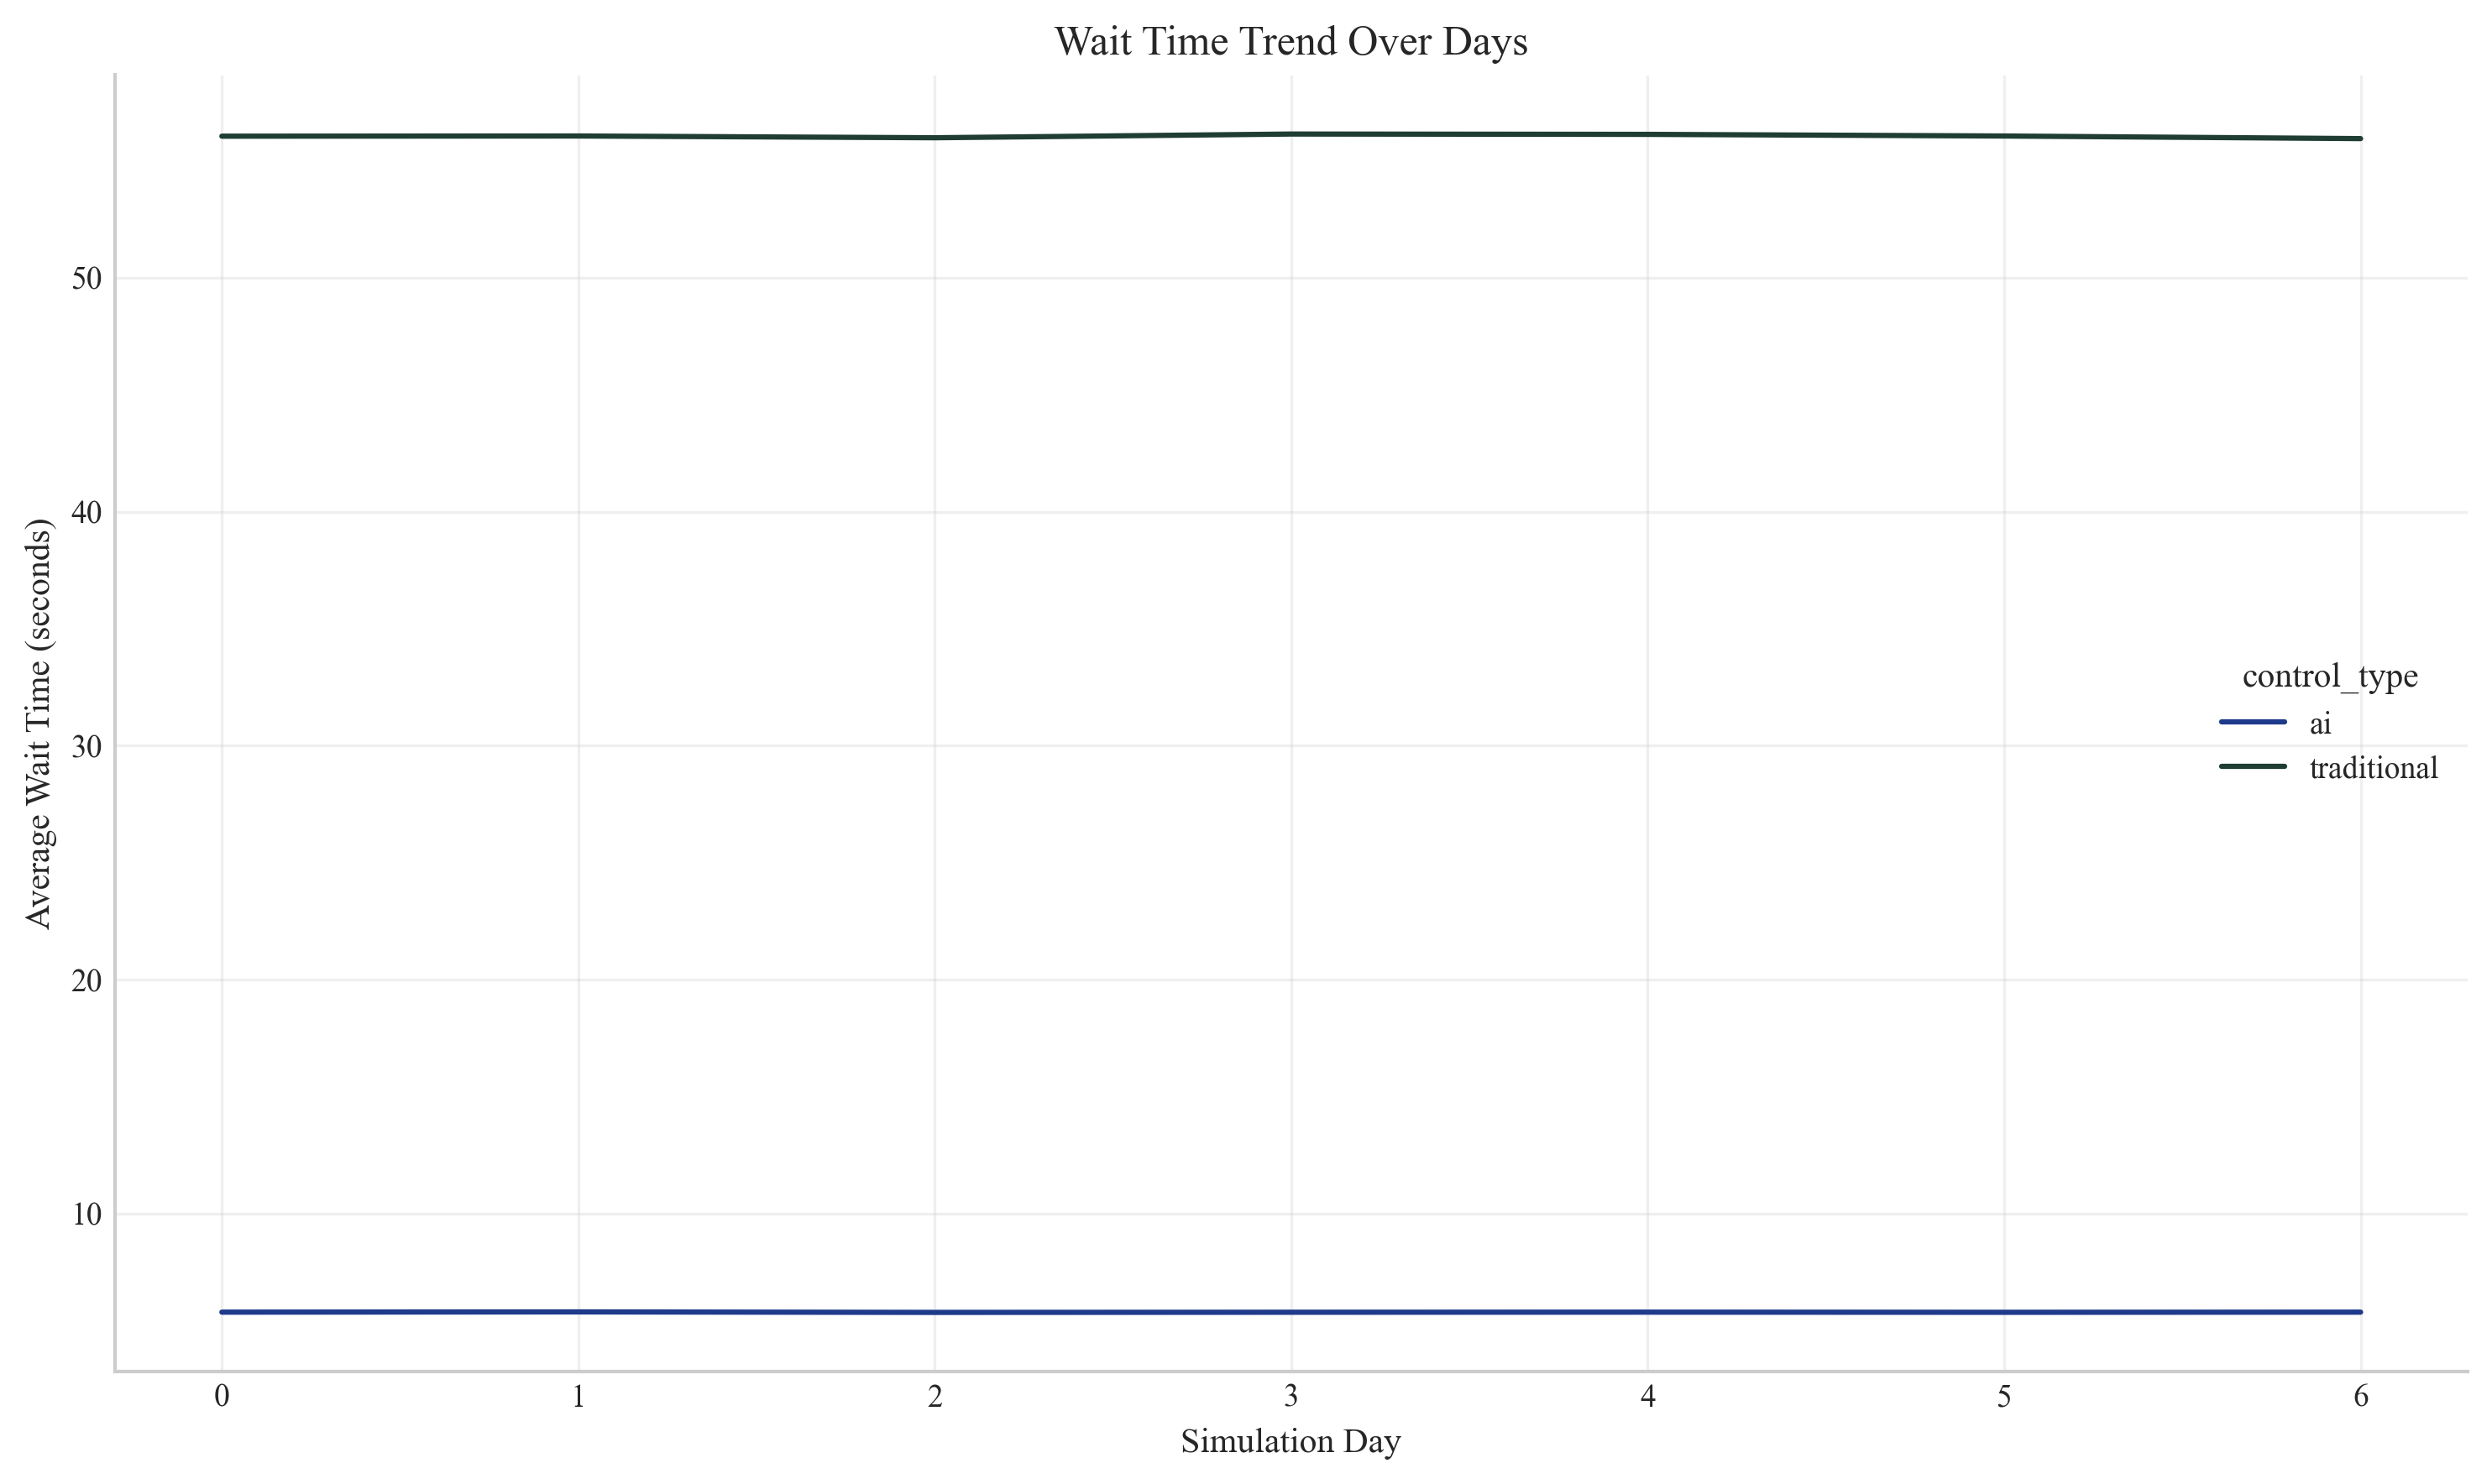 Wait Time Trend Over Days
Average Wait Time (seconds)
50
40
30
20
10
control_type
ai
traditional
0 1 2 3 4 5 6
Simulation Day